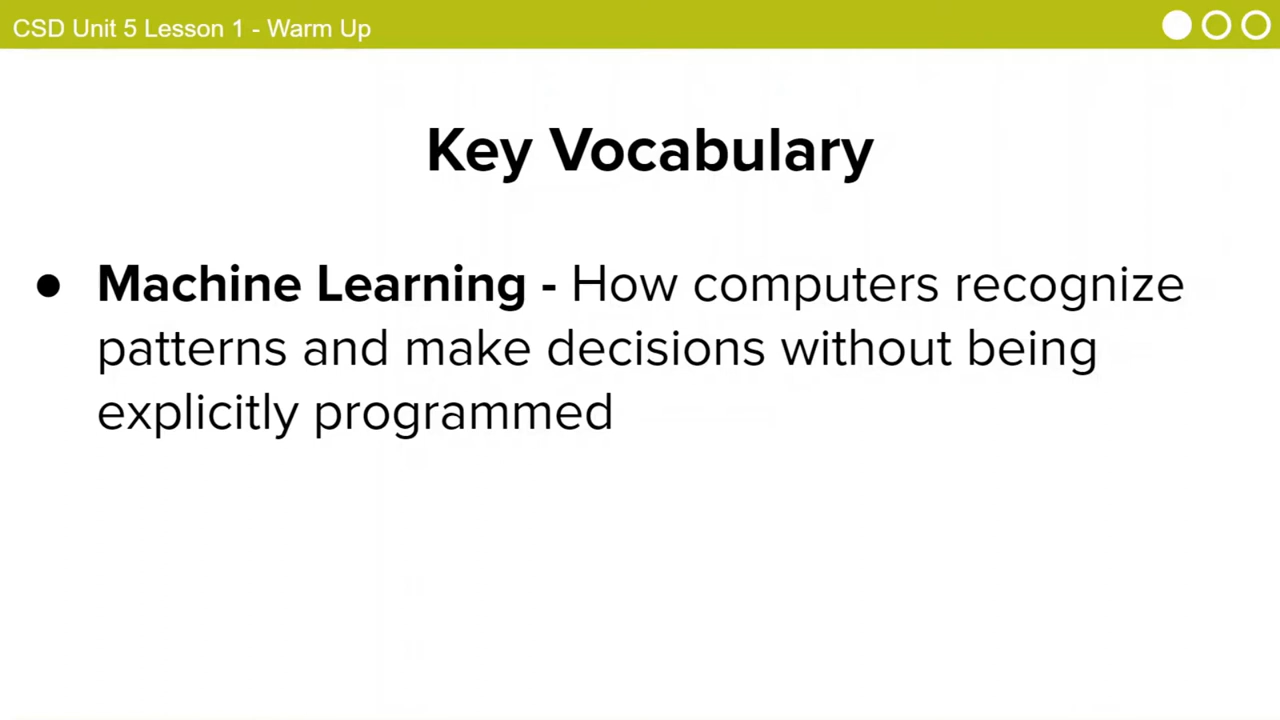 CSD Unit 5 Lesson 1 - Warm Up
Key Vocabulary
● Machine Learning - How computers recognize
patterns and make decisions without being
explicitly programmed